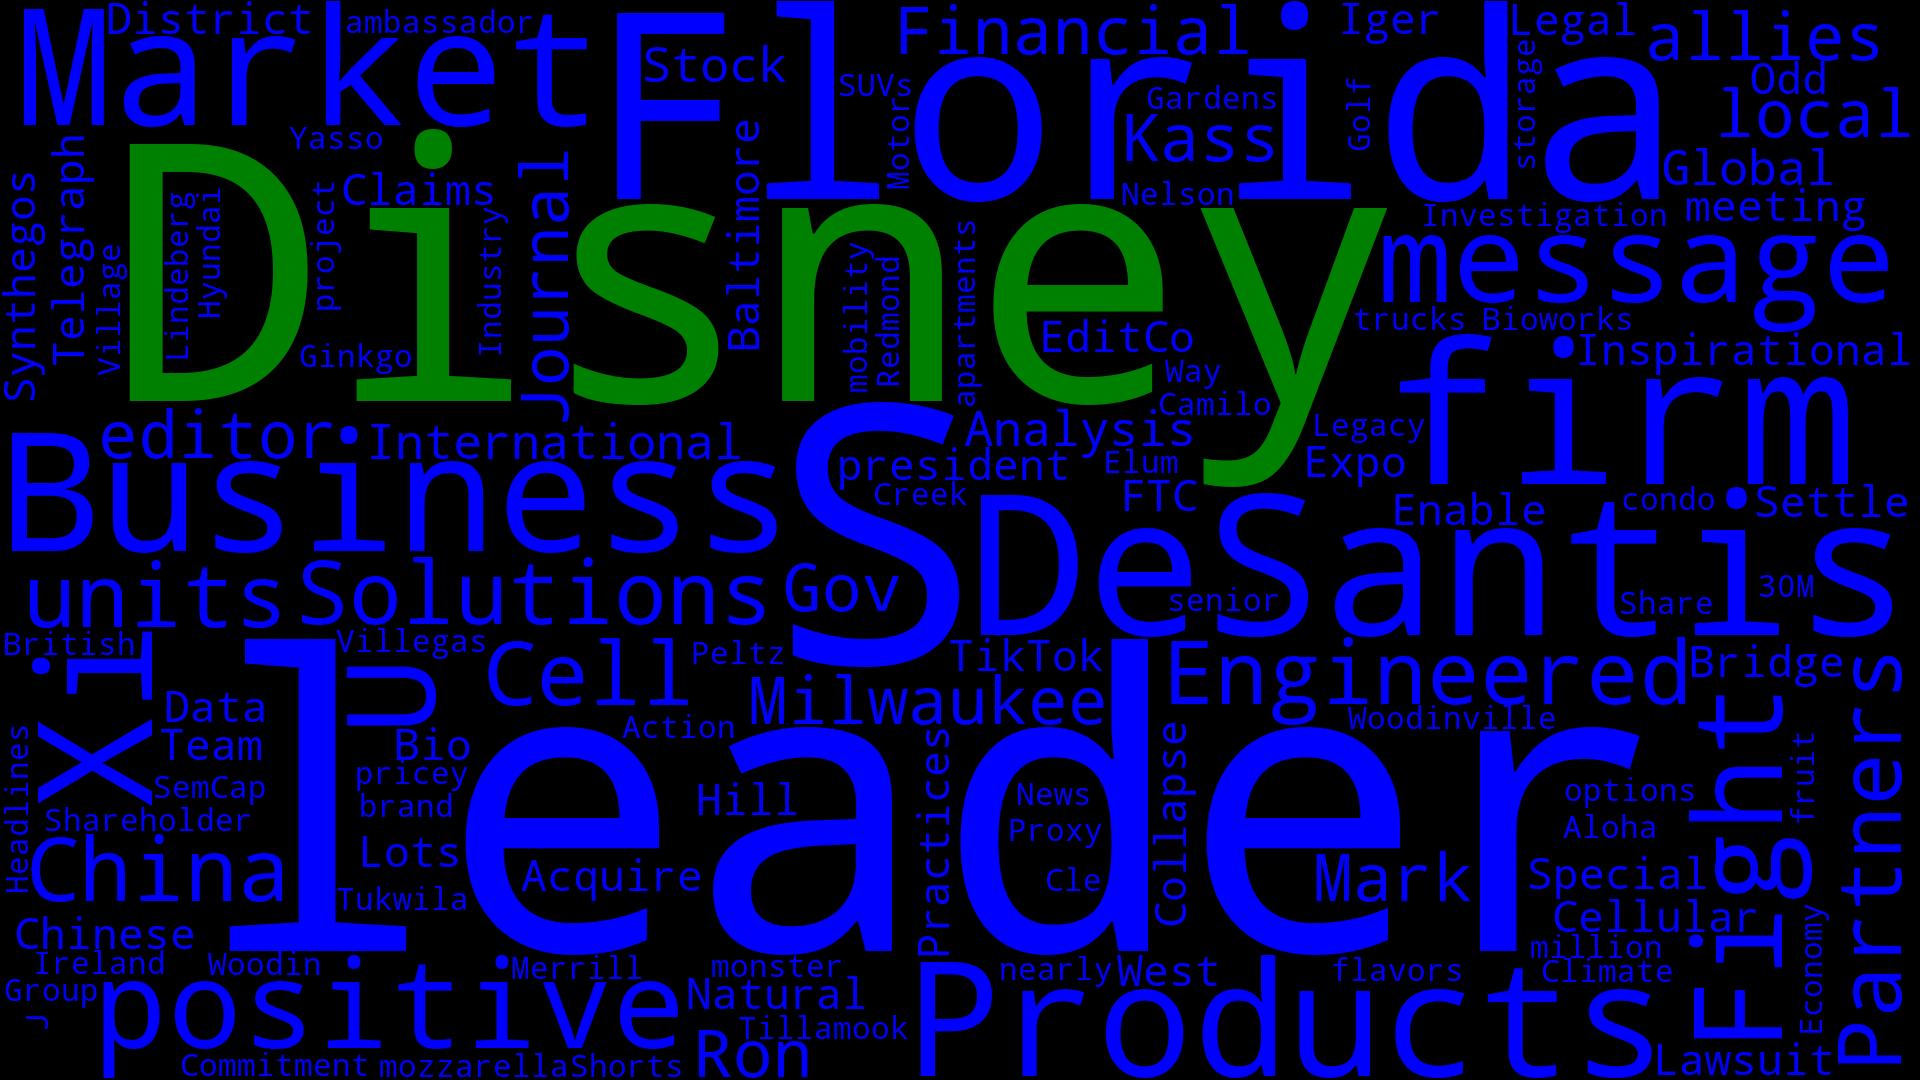 Market
District
ambassador
Florida
Stock
Financial
SUVs
Motor
Iger
Legal
allies
Odd
local
Golf
storage
Gardens
Kass
Nelson
Global
Yasso
Claims
Journal
Baltimore
Synthegos
Telegraph
Village
Disney
Lindeberg
Hyundai
project
Industry
Ginkgo
mobility
Redmond
apartments
EditCo
Way
Camilo
Investigation
meeting
message
trucks
Bioworks
Inspirational
firm
Legacy
Expo
editor
International
Business
S
Analysis
president
Elum
Creek
FTC
Enable
condo
Settle
DeSantis
units
Solutions
Gov
senior
Share
30M
British
Xi
Villegas
U
Cell
Peltz
TikTok
Engineered
Bridge
Partners
Data
Team
Bio
Action
Milwaukee
Woodinville
Fight
fruit
Headlines
SemCap
pricey
brand
Shareholder
leader
Hill
Practices
News
Proxy
Cle
Collapse
options
Aloha
China
Lots
Acquire
Mark
Special
Tukwila
Cellular
Chinese
Ireland
Woodin
Merrill
monster
nearly
West
flavors
million
Climate
Economy
Group
J
positive
Natural
Tillamook
Ron
Products
Commitment
mozzarella
Shorts
Lawsuit